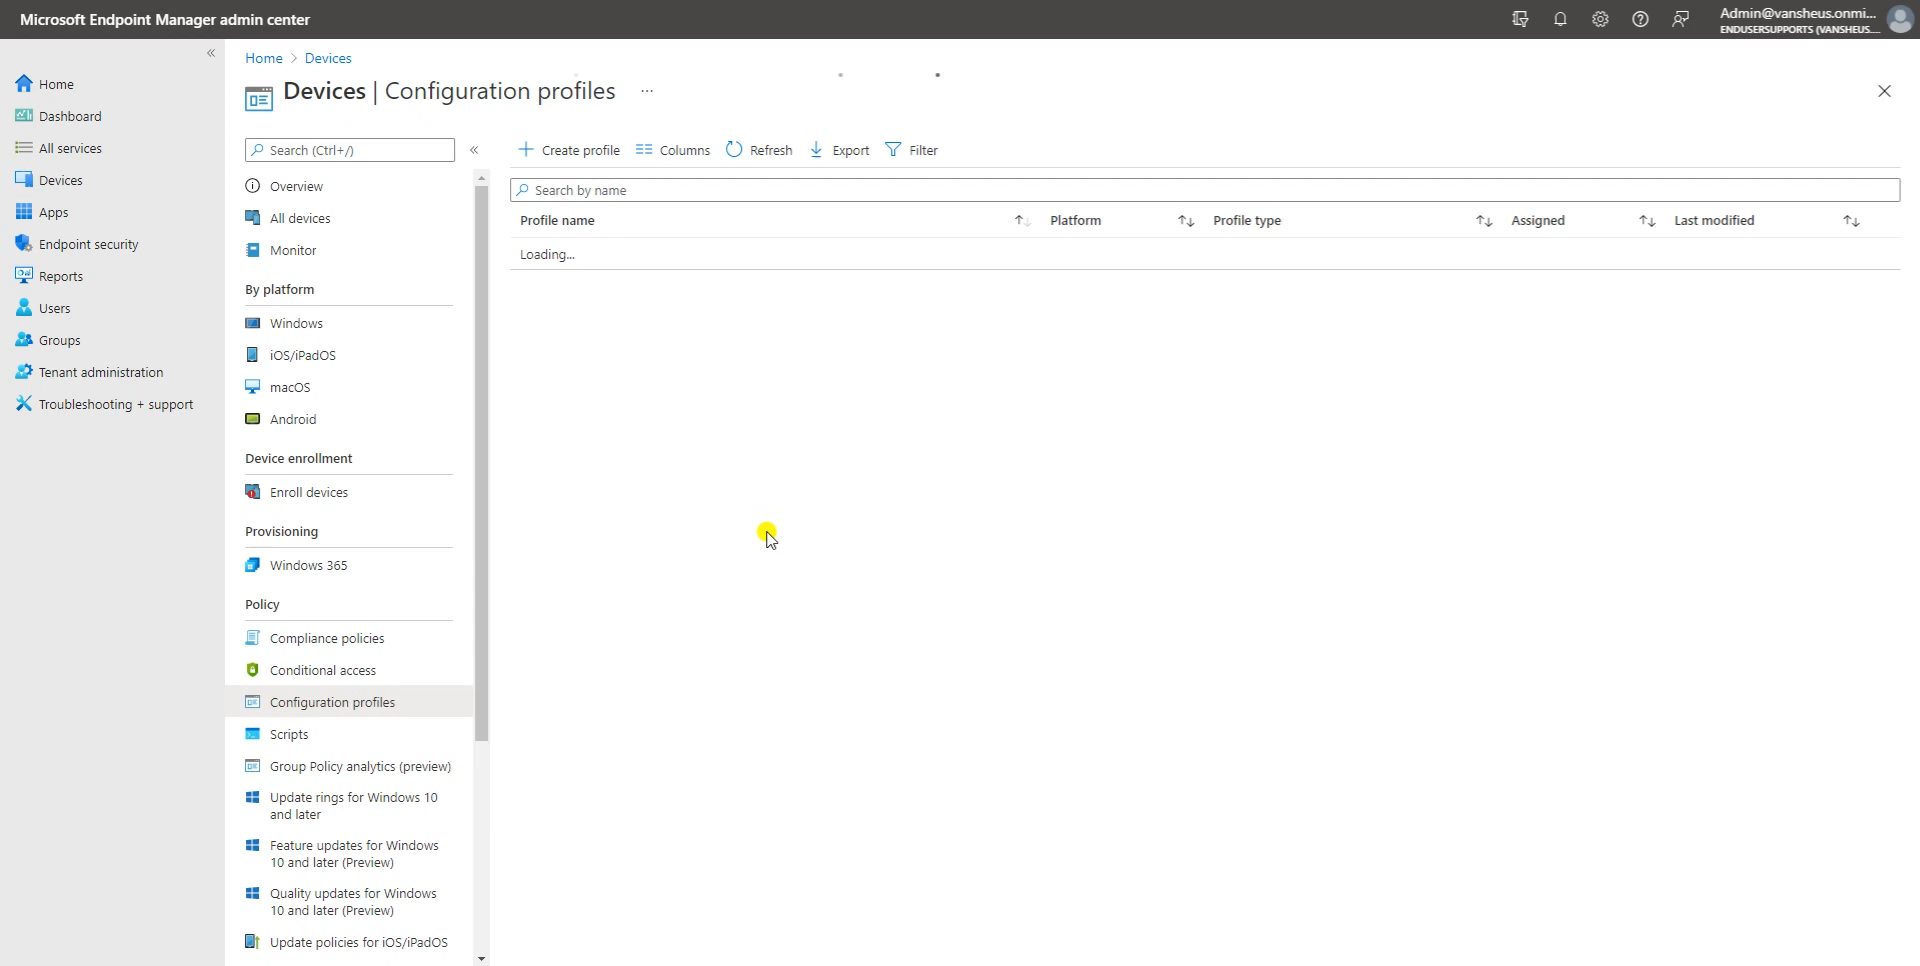 Microsoft Endpoint Manager admin center
Admin@vansheus.onmi...
ENDUSERSUPPORTS (VANSHEUS....
Home
Dashboard
All services
Devices
Apps
Endpoint security
Reports
Users
Groups
Tenant administration
Troubleshooting + support
Home > Devices
Devices | Configuration profiles ...
Search (Ctrl+/)
Overview
All devices
Monitor
By platform
Windows
iOS/iPadOS
macOS
Android
Device enrollment
Enroll devices
Provisioning
Windows 365
Policy
Compliance policies
Conditional access
Configuration profiles
Scripts
Group Policy analytics (preview)
Update rings for Windows 10
and later
Feature updates for Windows
10 and later (Preview)
Quality updates for Windows
10 and later (Preview)
Update policies for iOS/iPadOS
Create profile Columns Refresh Export Filter
Search by name
Profile name Platform Profile type Assigned Last modified
Loading...